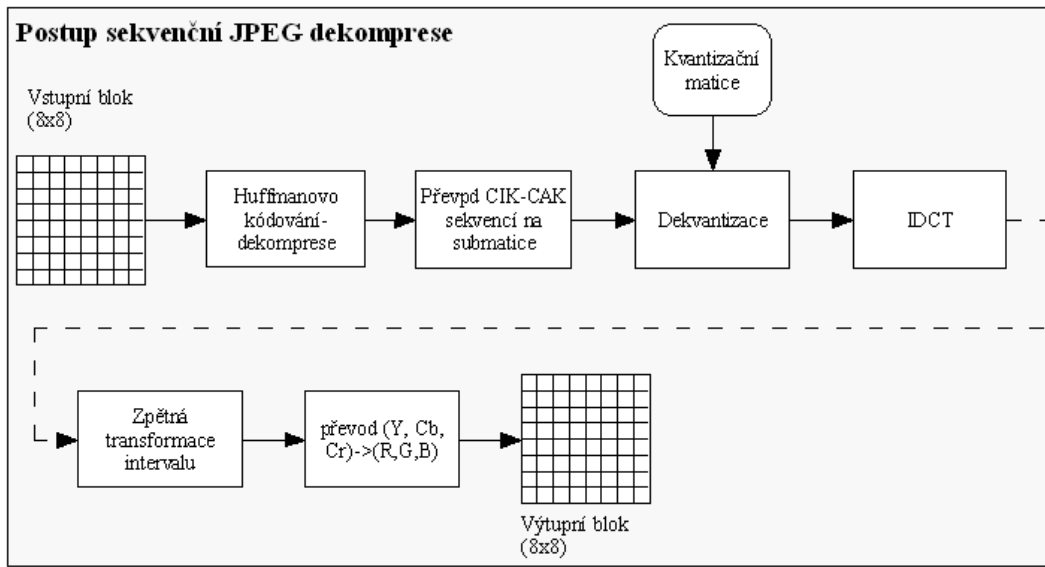 Postup sekvenční JPEG dekomprese
Kvantizační
matice
Vstupní blok
(8x8)
Huffmanovo
kódování-
dekomprese
Převpd CIK-CAK
sekvencí na
submatice
Dekvantizace
IDCT
Zpětná
transformace
intervalu
převod (Y, Cb,
Cr)->(R,G,B)
Výtupní blok
(8x8)